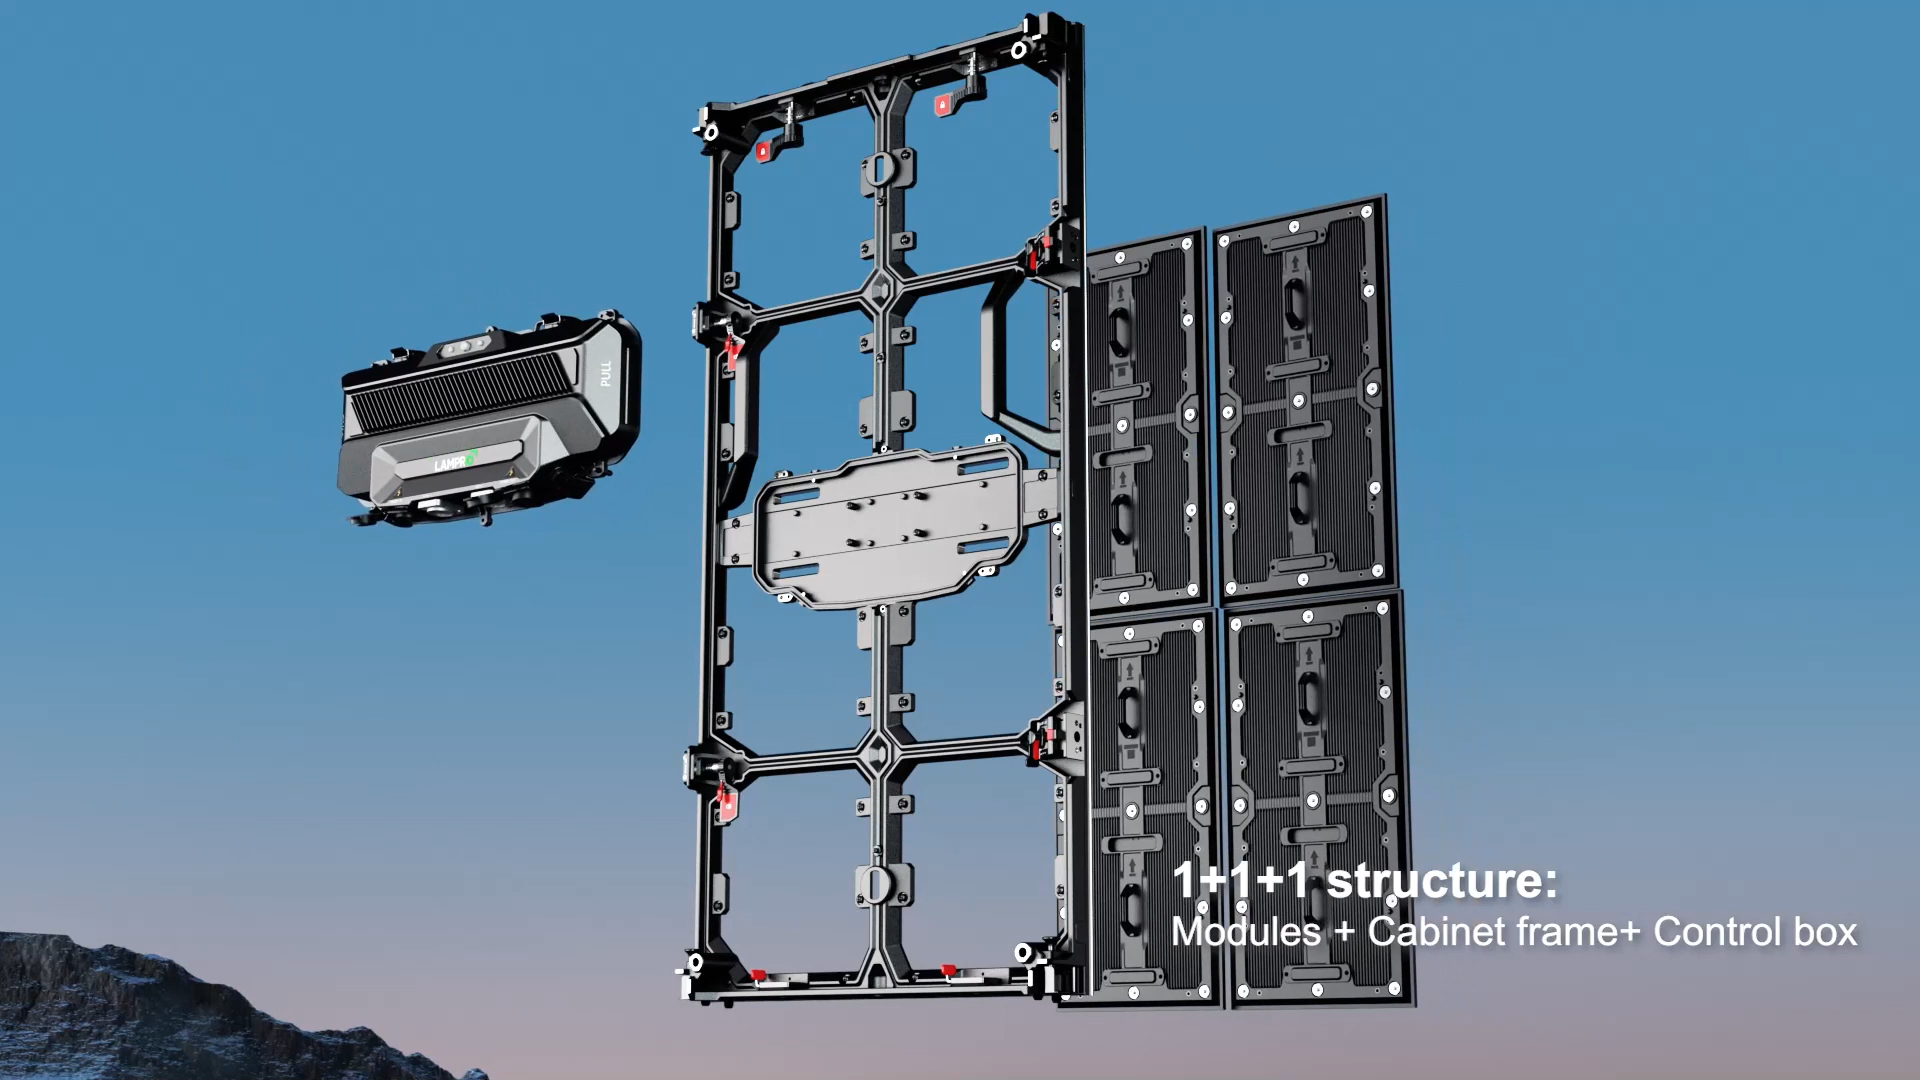 PULL
LAMPRO
1+1+1 structure:
Modules + Cabinet frame+ Control box